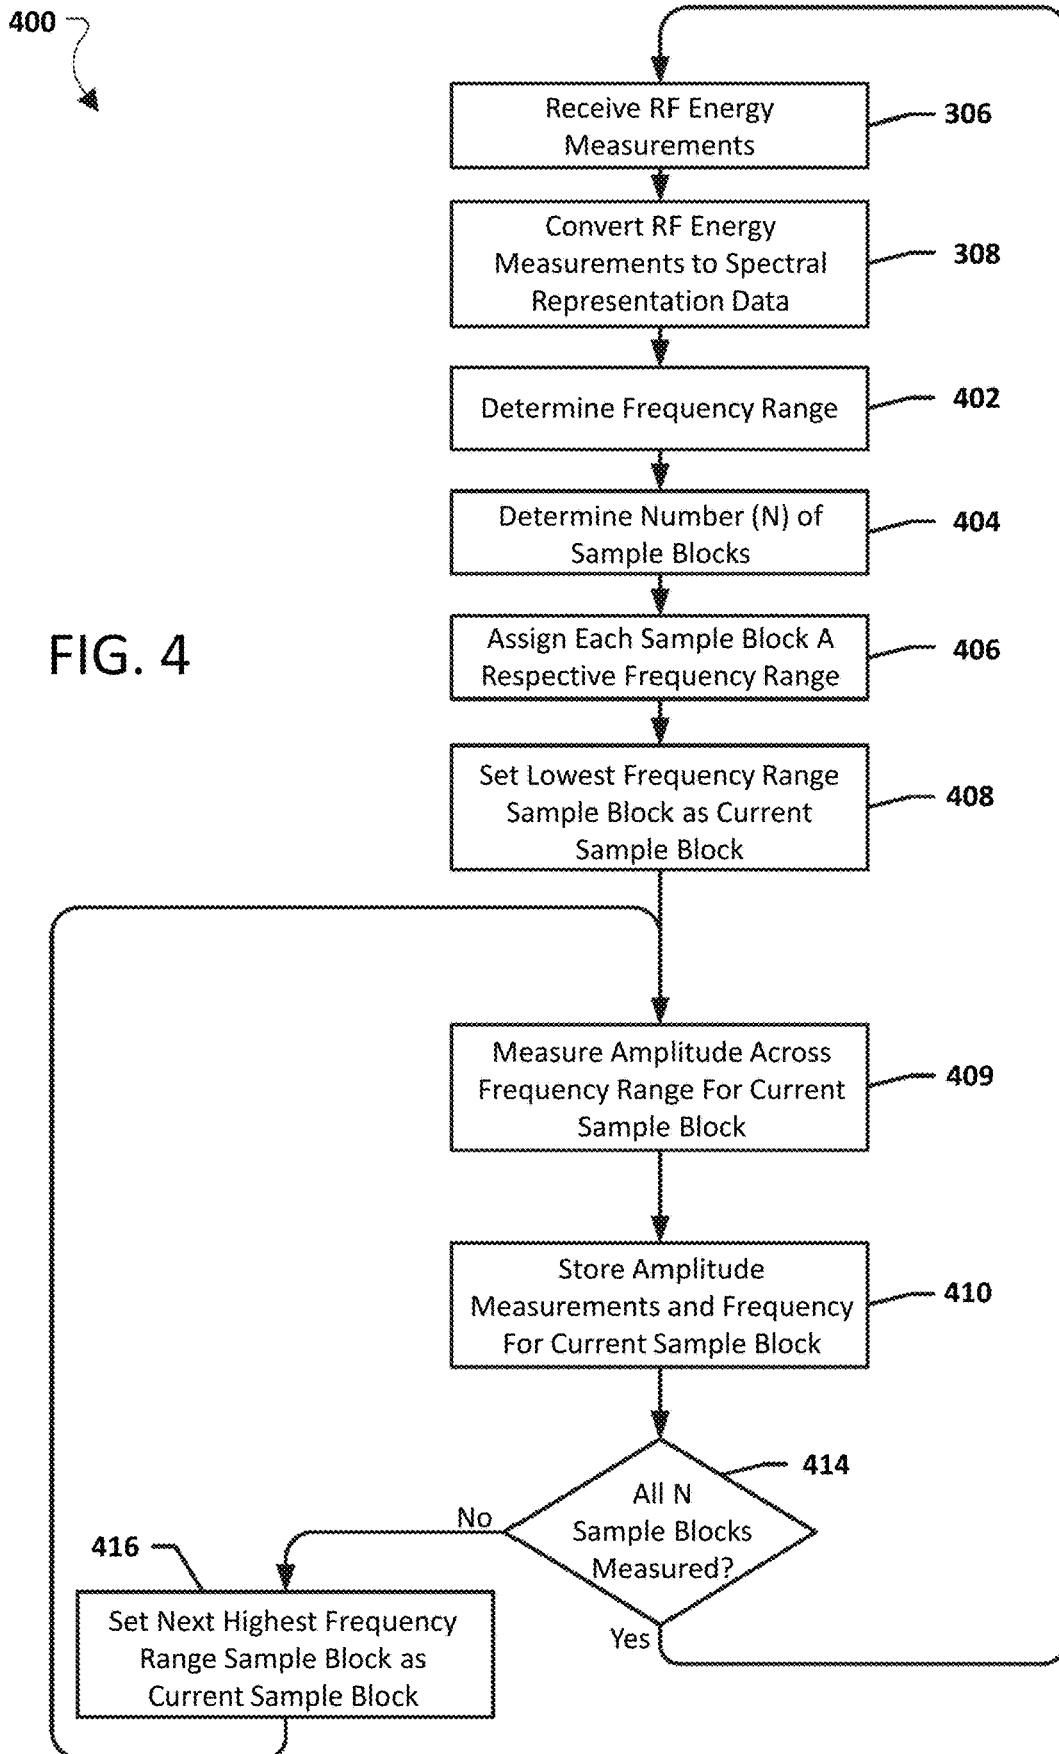 400
Receive RF Energy
Measurements
306
Convert RF Energy
Measurements to Spectral
Representation Data
308
Determine Frequency Range
402
Determine Number (N) of
Sample Blocks
404
FIG. 4
Assign Each Sample Block A
Respective Frequency Range
406
Set Lowest Frequency Range
Sample Block as Current
Sample Block
408
Measure Amplitude Across
Frequency Range For Current
Sample Block
409
Store Amplitude
Measurements and Frequency
For Current Sample Block
410
All N
Sample Blocks
Measured?
414
No
Yes
416
Set Next Highest Frequency
Range Sample Block as
Current Sample Block